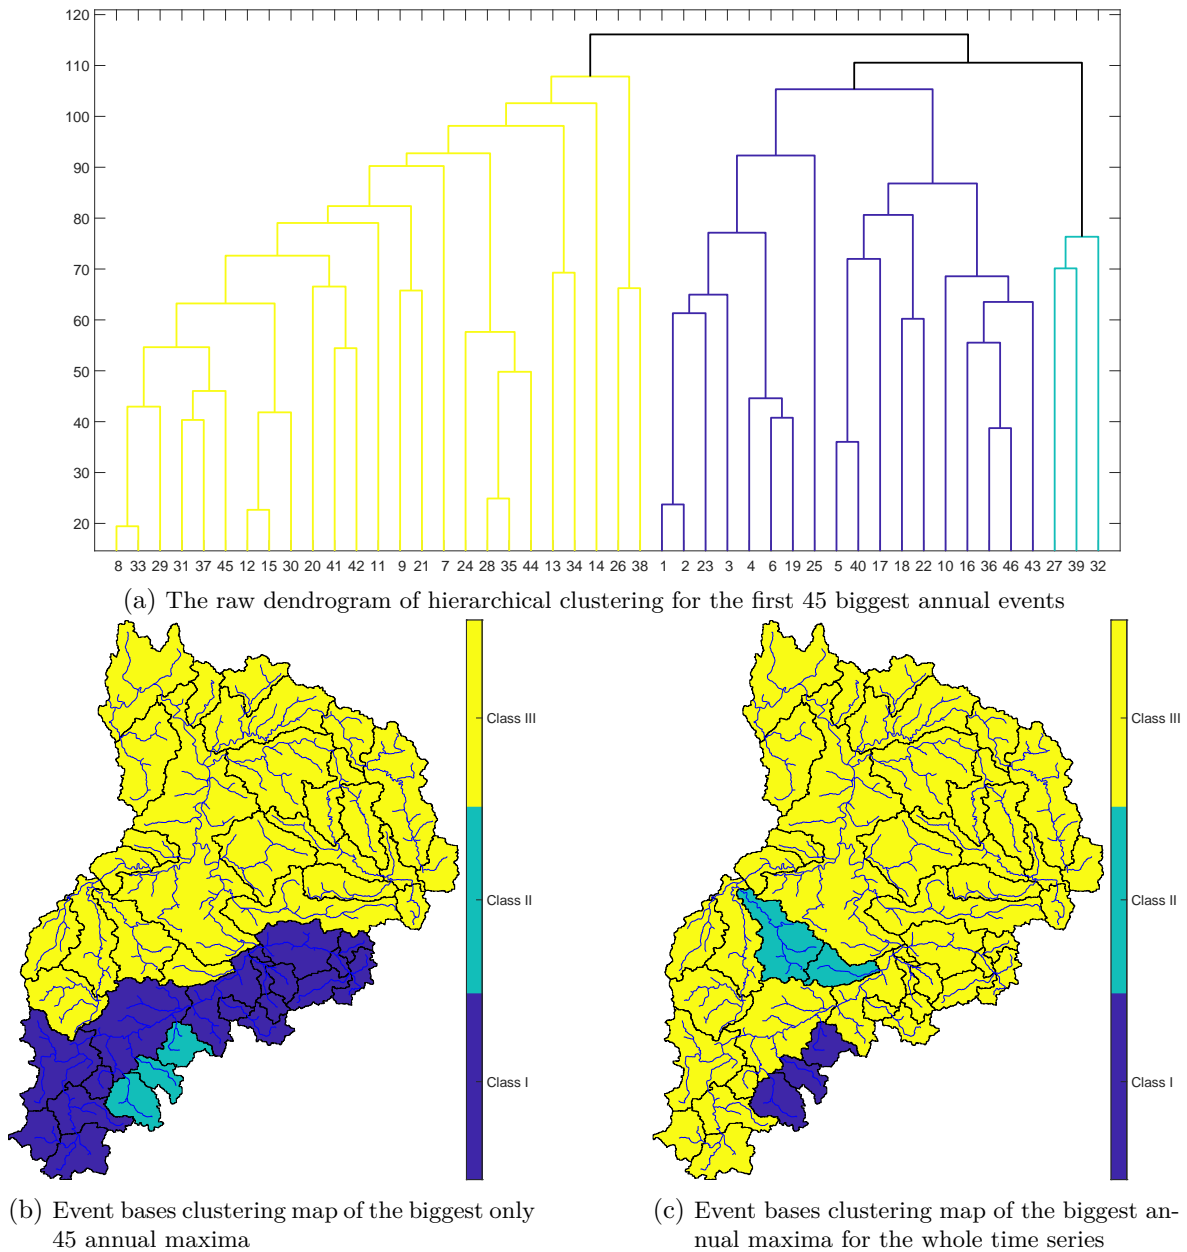 120
110
100
90
80
70
60
50
40
30
20
8 33 29 31 37 45 12 15 30 20 41 42 11 9 21 7 24 28 35 44 13 34 14 26 38 1 2 23 3 4 6 19 25 5 40 17 18 22 10 16 36 46 43 27 39 32
(a) The raw dendrogram of hierarchical clustering for the first 45 biggest annual events
Class III
Class II
Class I
Class III
Class II
Class I
(b) Event bases clustering map of the biggest only
45 annual maxima
(c) Event bases clustering map of the biggest an-
nual maxima for the whole time series